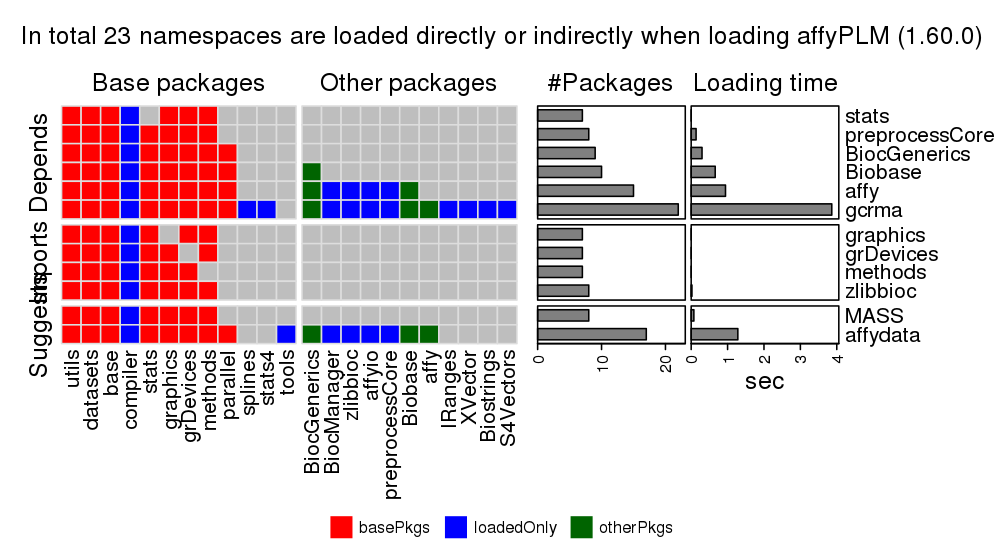 In total 23 namespaces are loaded directly or indirectly when loading affyPLM (1.60.0)
Base packages
Other packages
#Packages
Loading time
Depends
Imports
Suggests
stats
preprocessCore
BiocGenerics
Biobase
affy
gcrma
graphics
grDevices
methods
zlibbioc
MASS
affydata
utils
datasets
base
compiler
stats
graphics
grDevices
methods
parallel
splines
stats4
tools
BiocGenerics
BiocManager
zlibbioc
affyio
preprocessCore
Biobase
affy
IRanges
XVector
Biostrings
S4Vectors
0 10 20
0 1 2 3 4
sec
basePkgs
loadedOnly
otherPkgs